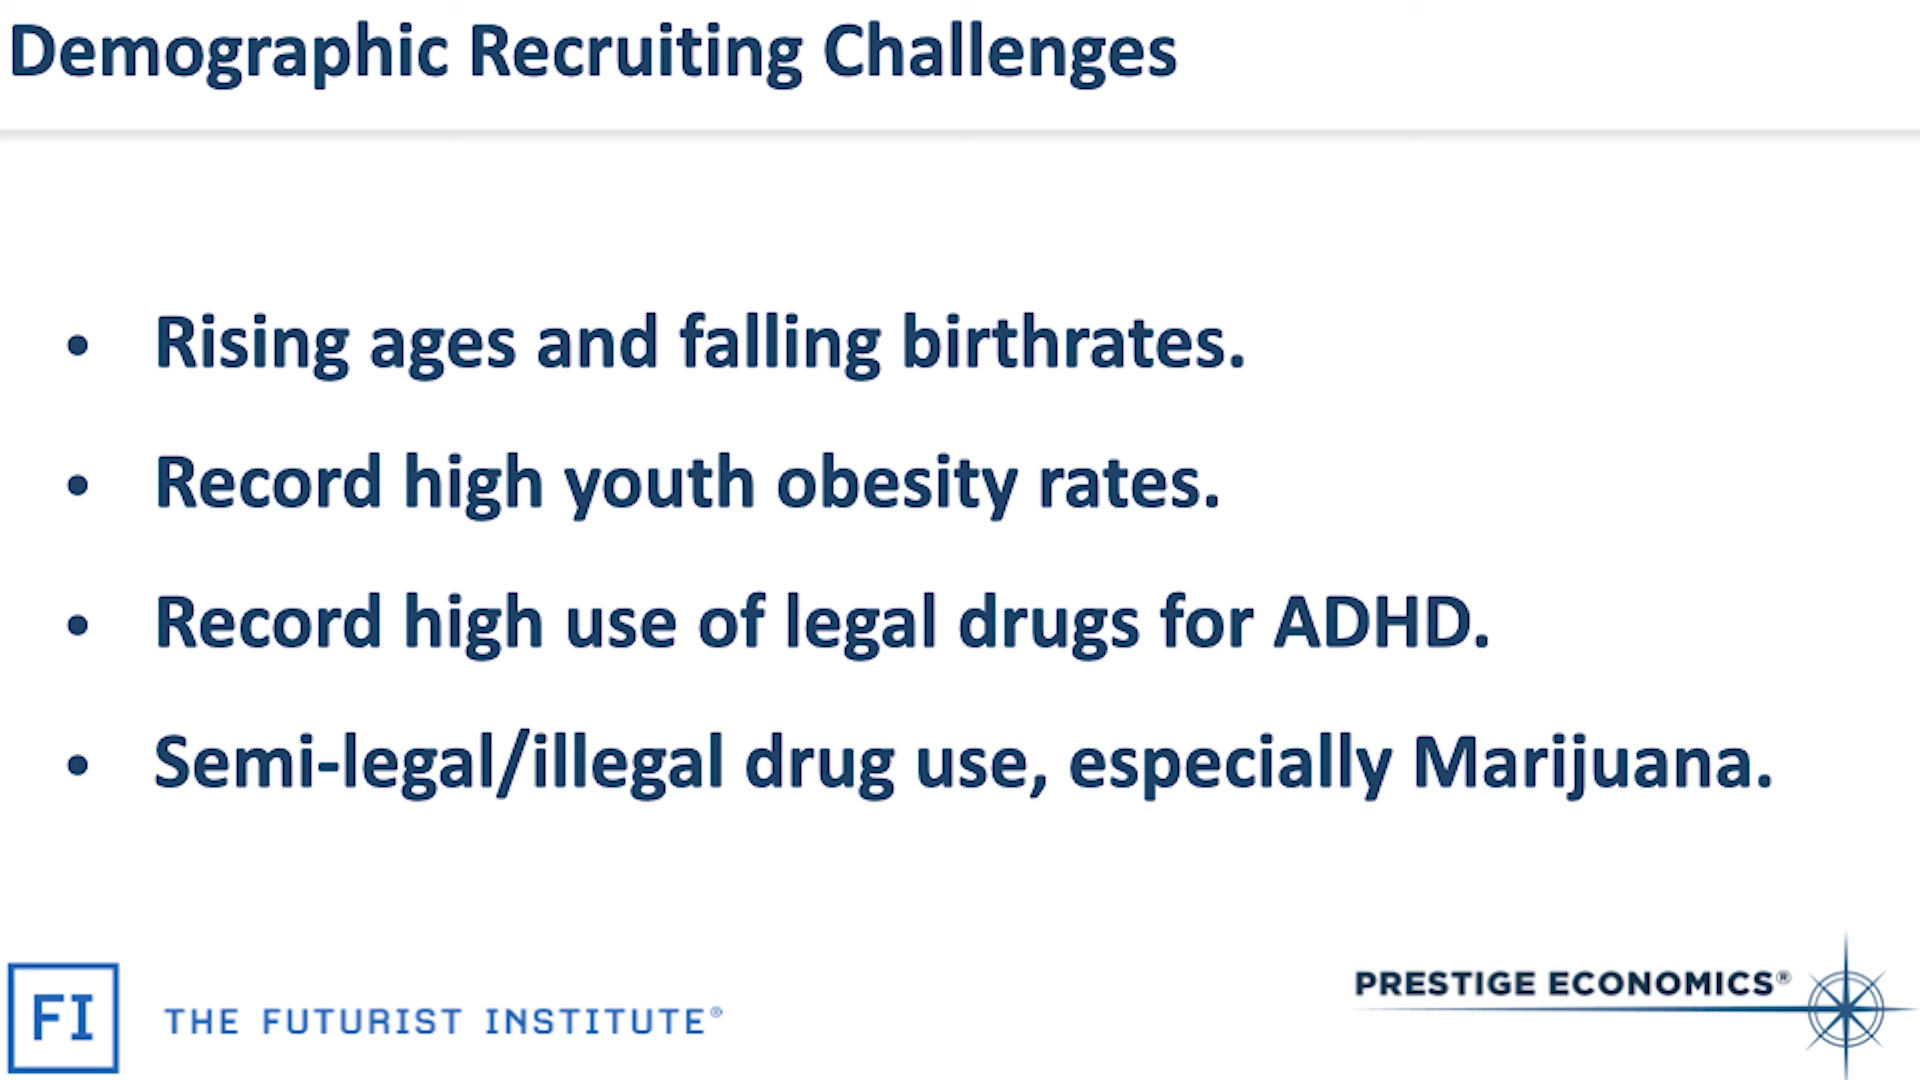 Demographic Recruiting Challenges
• Rising ages and falling birthrates.
• Record high youth obesity rates.
• Record high use of legal drugs for ADHD.
• Semi-legal/illegal drug use, especially Marijuana.
PRESTIGE ECONOMICS®
FI THE FUTURIST INSTITUTE®